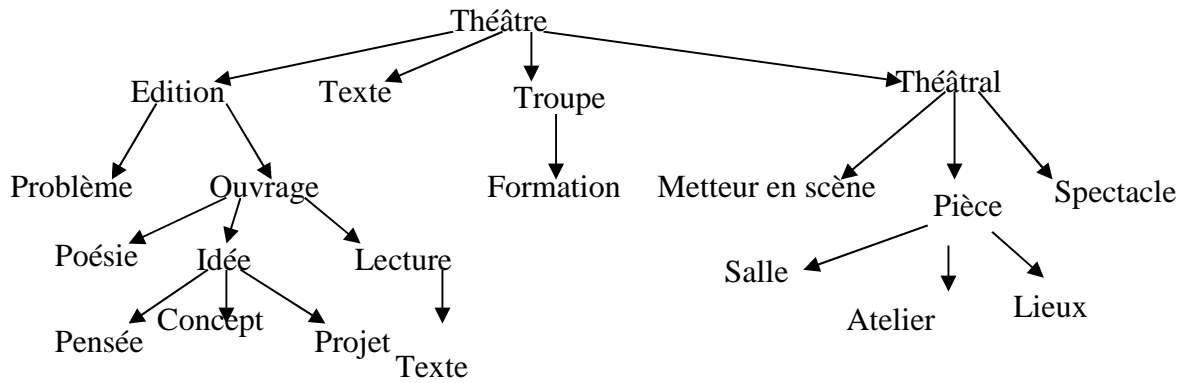 Théâtre
Edition
Texte
Troupe
Théâtral
Problème
Ouvrage
Formation
Metteur en scène
Pièce
Spectacle
Poésie
Idée
Lecture
Salle
Atelier
Lieux
Pensée
Concept
Projet
Texte